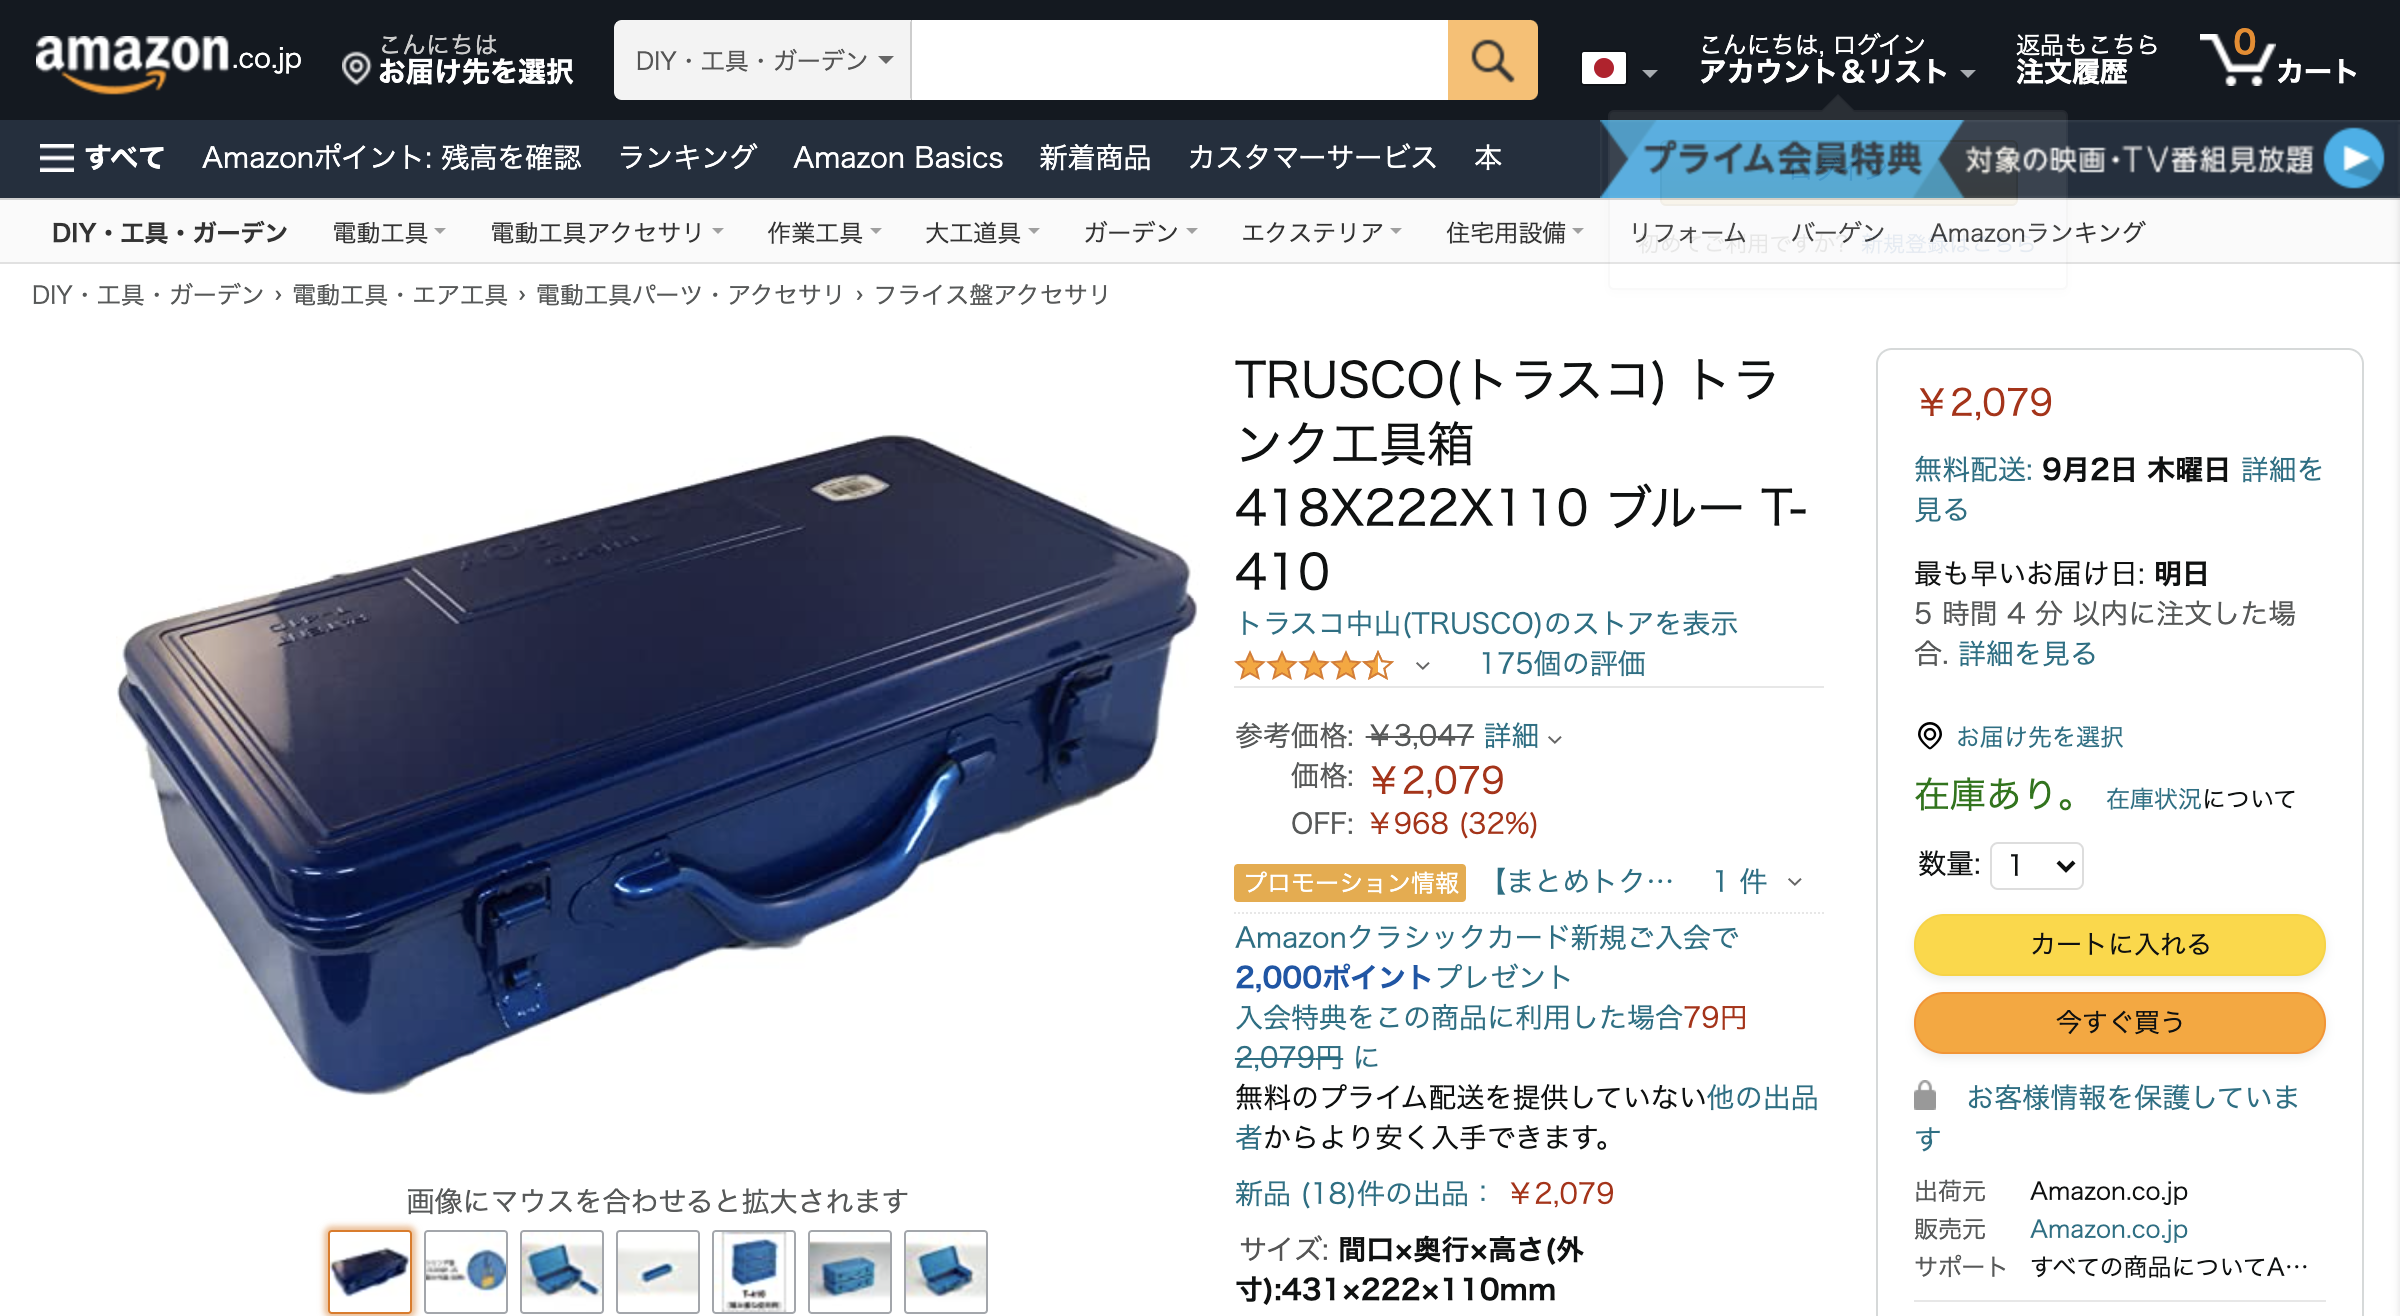 amazon.co.jp
こんにちは
お届け先を選択
DIY・工具・ガーデン
こんにちは, ログイン
アカウント＆リスト
返品もこちら
注文履歴
0
カート
すべて
Amazonポイント: 残高を確認
ランキング
Amazon Basics
新着商品
カスタマーサービス
本
プライム会員特典
対象の映画・TV番組見放題
DIY・工具・ガーデン
電動工具
電動工具アクセサリ
作業工具
大工道具
ガーデン
エクステリア
住宅用設備
リフォーム
バーゲン
Amazonランキング
初めてご利用ですか? 新規登録はこちら
DIY・工具・ガーデン › 電動工具・エア工具 › 電動工具パーツ・アクセサリ › フライス盤アクセサリ
画像にマウスを合わせると拡大されます
T-410
TRUSCO(トラスコ) トラ
ンク工具箱
418X222X110 ブルー T-
410
トラスコ中山(TRUSCO)のストアを表示
175個の評価
参考価格: ￥3,047 詳細
価格: ￥2,079
OFF: ￥968 (32%)
プロモーション情報 【まとめトク… 1 件
Amazonクラシックカード新規ご入会で
2,000ポイントプレゼント
入会特典をこの商品に利用した場合79円
2,079円 に
無料のプライム配送を提供していない他の出品
者からより安く入手できます。
新品 (18)件の出品： ￥2,079
サイズ: 間口×奥行×高さ(外
寸):431×222×110mm
￥2,079
無料配送: 9月2日 木曜日 詳細を
見る
最も早いお届け日: 明日
5 時間 4 分 以内に注文した場
合. 詳細を見る
お届け先を選択
在庫あり。 在庫状況について
数量: 1
カートに入れる
今すぐ買う
お客様情報を保護していま
す
出荷元 Amazon.co.jp
販売元 Amazon.co.jp
サポート すべての商品についてA…